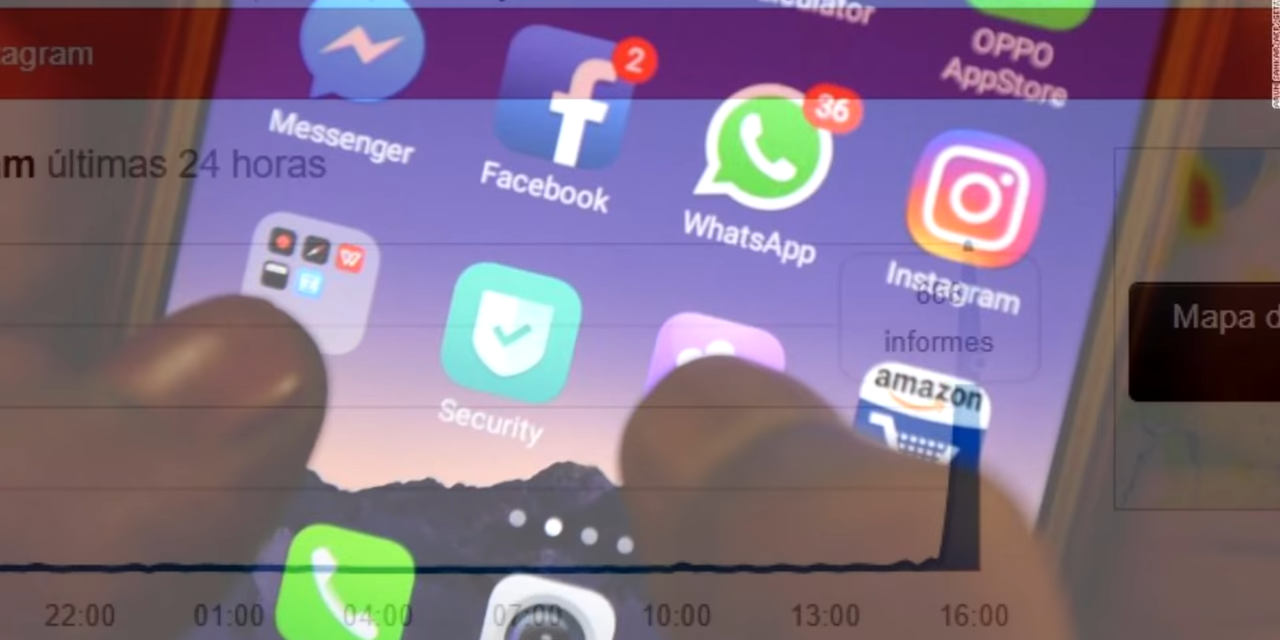 OPPO
AppStore
agram
2
36
Messenger
Facebook
WhatsApp
Instagram
m últimas 24 horas
informes
Mapa d
amazon
Security
22:00 01:00 04:00 07:00 10:00 13:00 16:00